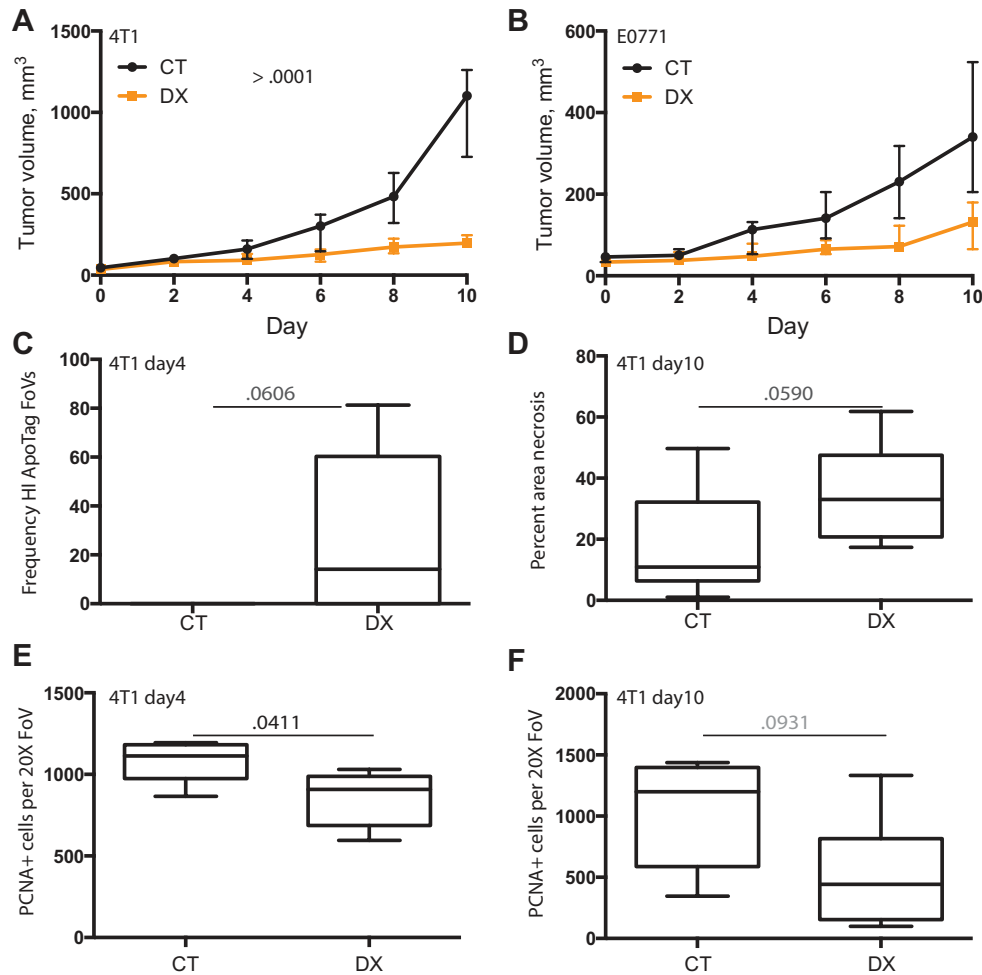 A
4T1
CT
DX
> .0001
Tumor volume, mm³
1500
1000
500
0
0 2 4 6 8 10
Day
B
E0771
CT
DX
Tumor volume, mm³
600
400
200
0
0 2 4 6 8 10
Day
C
4T1 day4
.0606
Frequency HI ApoTag FoVs
100
80
60
40
20
0
CT DX
D
4T1 day10
.0590
Percent area necrosis
80
60
40
20
0
CT DX
E
4T1 day4
.0411
PCNA+ cells per 20X FoV
1500
1000
500
0
CT DX
F
4T1 day10
.0931
PCNA+ cells per 20X FoV
2000
1500
1000
500
0
CT DX